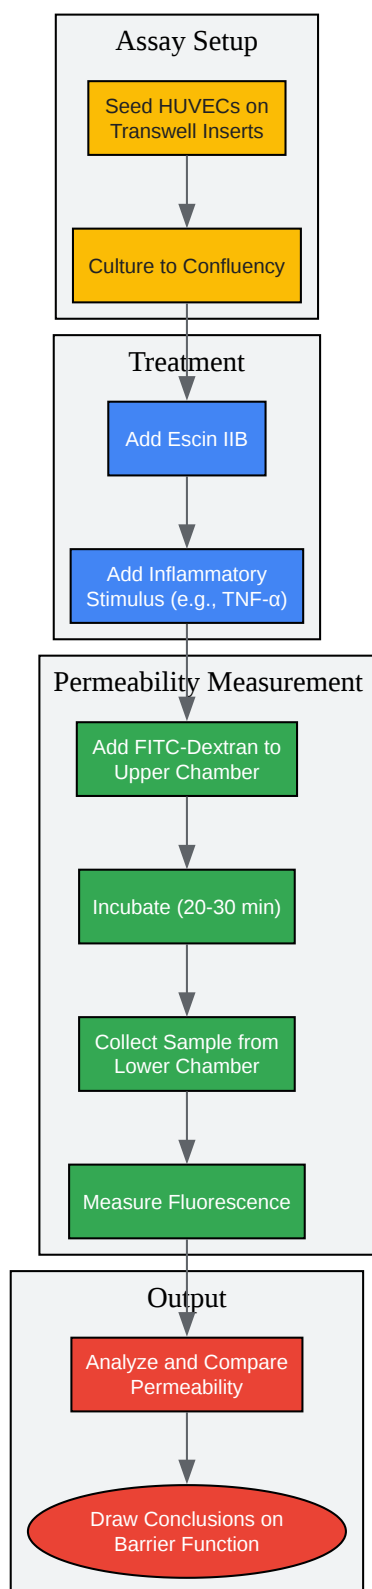 Assay Setup
Seed HUVECs on
Transwell Inserts
Culture to Confluency
Treatment
Add Escin IIB
Add Inflammatory
Stimulus (e.g., TNF-α)
Permeability Measurement
Add FITC-Dextran to
Upper Chamber
Incubate (20-30 min)
Collect Sample from
Lower Chamber
Measure Fluorescence
Output
Analyze and Compare
Permeability
Draw Conclusions on
Barrier Function